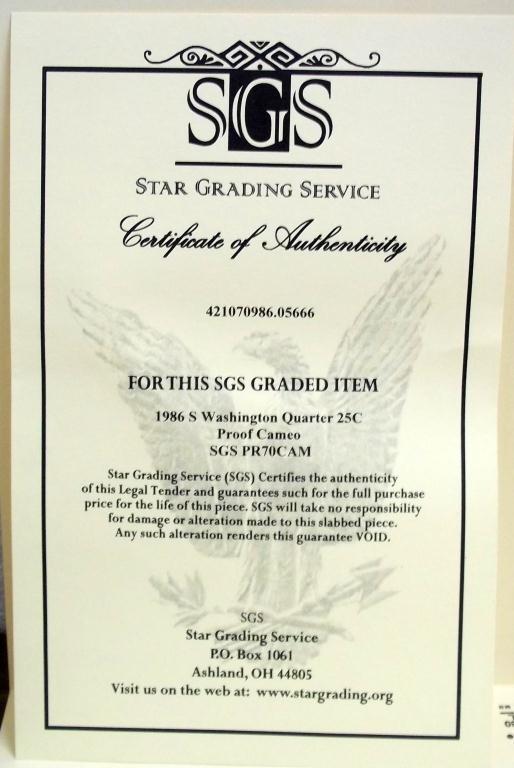 SGS
STAR GRADING SERVICE
Certificate of Authenticity
421070986.05666
FOR THIS SGS GRADED ITEM
1986 S Washington Quarter 25C
Proof Cameo
SGS PR70CAM
Star Grading Service (SGS) Certifies the authenticity
of this Legal Tender and guarantees such for the full purchase
price for the life of this piece. SGS will take no responsibility
for damage or alteration made to this slabbed piece.
Any such alteration renders this guarantee VOID.
SGS
Star Grading Service
P.O. Box 1061
Ashland, OH 44805
Visit us on the web at: www.stargrading.org